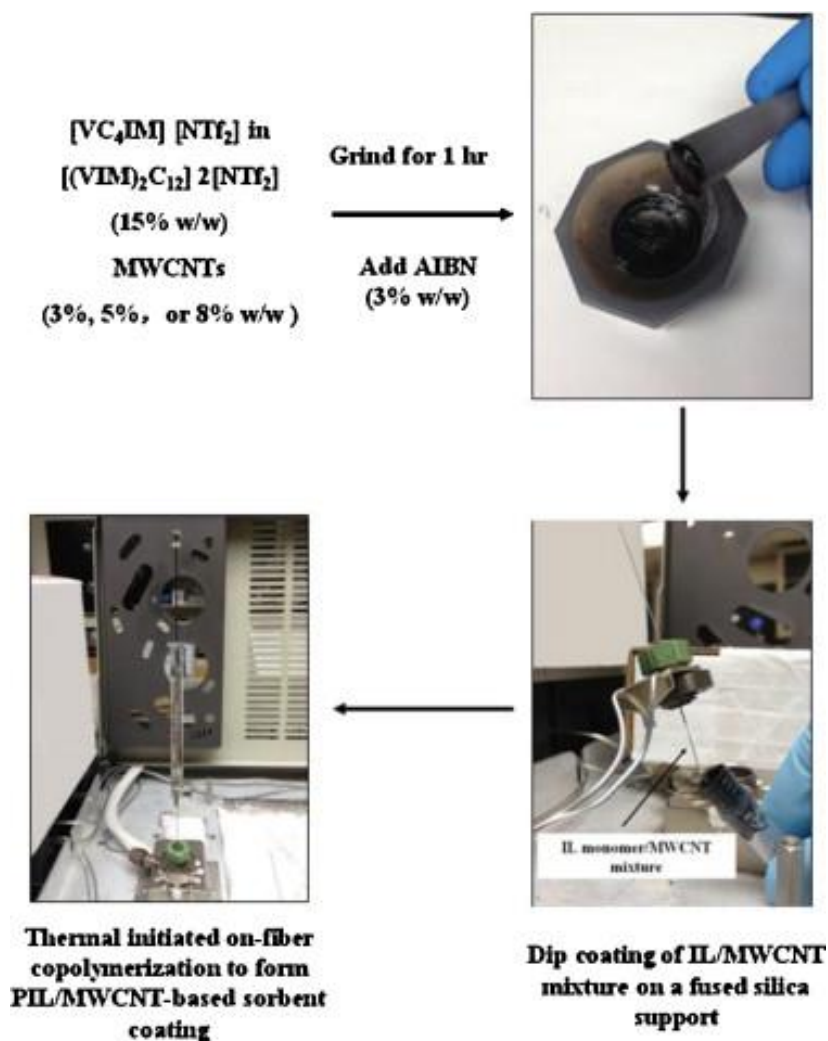 [VC₄IM] [NTf₂] in
[(VIM)₂C₁₂] 2[NTf₂]
(15% w/w)
MWCNTs
(3%, 5%, or 8% w/w )
Grind for 1 hr
Add AIBN
(3% w/w)
IL monomer/MWCNT
mixture
Dip coating of IL/MWCNT
mixture on a fused silica
support
Thermal initiated on-fiber
copolymerization to form
PIL/MWCNT-based sorbent
coating